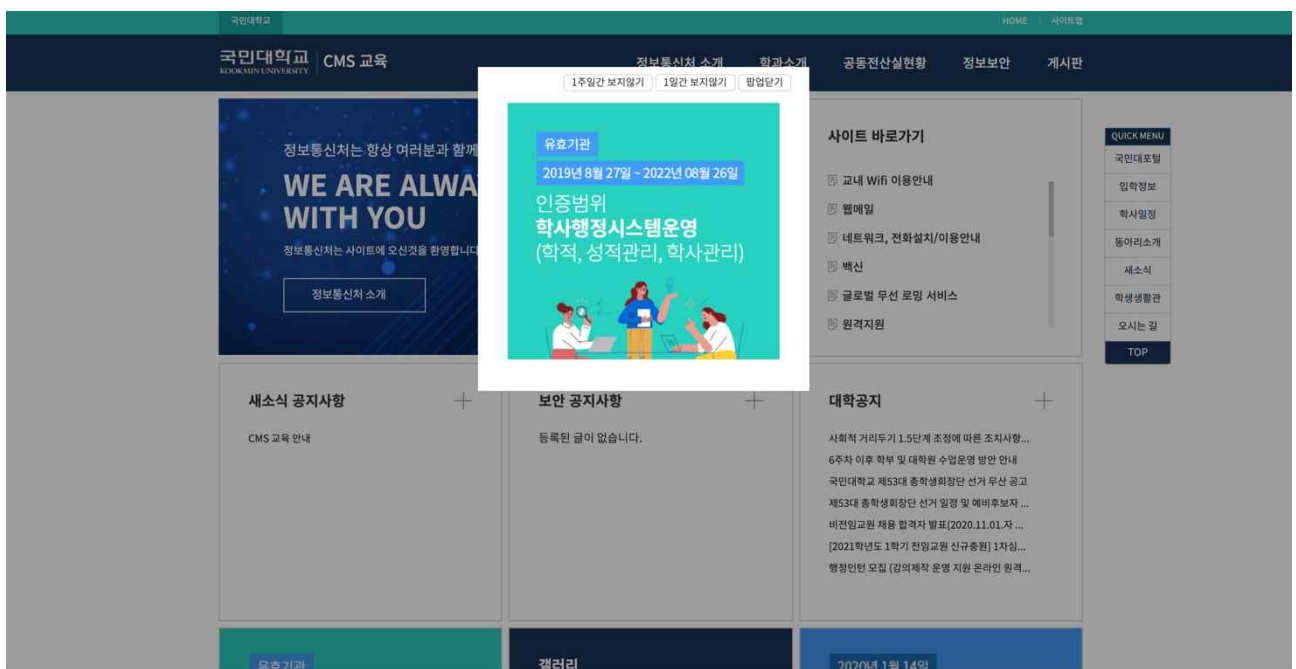 국민대학교
HOME
사이트맵
국민대학교
KOOKMIN UNIVERSITY
CMS 교육
정보통신처 소개
학과소개
공동전산실현황
정보보안
게시판
1주일간 보지않기
1일간 보지않기
팝업닫기
정보통신처는 항상 여러분과 함께
WE ARE ALWA
WITH YOU
정보통신처는 사이트에 오신것을 환영합니다
정보통신처 소개
유효기관
2019년 8월 27일 ~ 2022년 08월 26일
인증범위
학사행정시스템운영
(학적, 성적관리, 학사관리)
사이트 바로가기
교내 Wifi 이용안내
웹메일
네트워크, 전화설치/이용안내
백신
글로벌 무선 로밍 서비스
원격지원
QUICK MENU
국민대포털
입학정보
학사일정
동아리소개
새소식
학생생활관
오시는 길
TOP
새소식 공지사항
CMS 교육 안내
보안 공지사항
등록된 글이 없습니다.
대학공지
사회적 거리두기 1.5단계 조정에 따른 조치사항...
6주차 이후 학부 및 대학원 수업운영 방안 안내
국민대학교 제53대 총학생회장단 선거 무산 공고
제53대 총학생회장단 선거 일정 및 예비후보자 ...
비전임교원 채용 합격자 발표(2020.11.01.자 ...
[2021학년도 1학기 전임교원 신규충원] 1차심...
행정인턴 모집 (강의제작 운영 지원 온라인 원격...
유효기관
갤러리
2020년 1월 14일